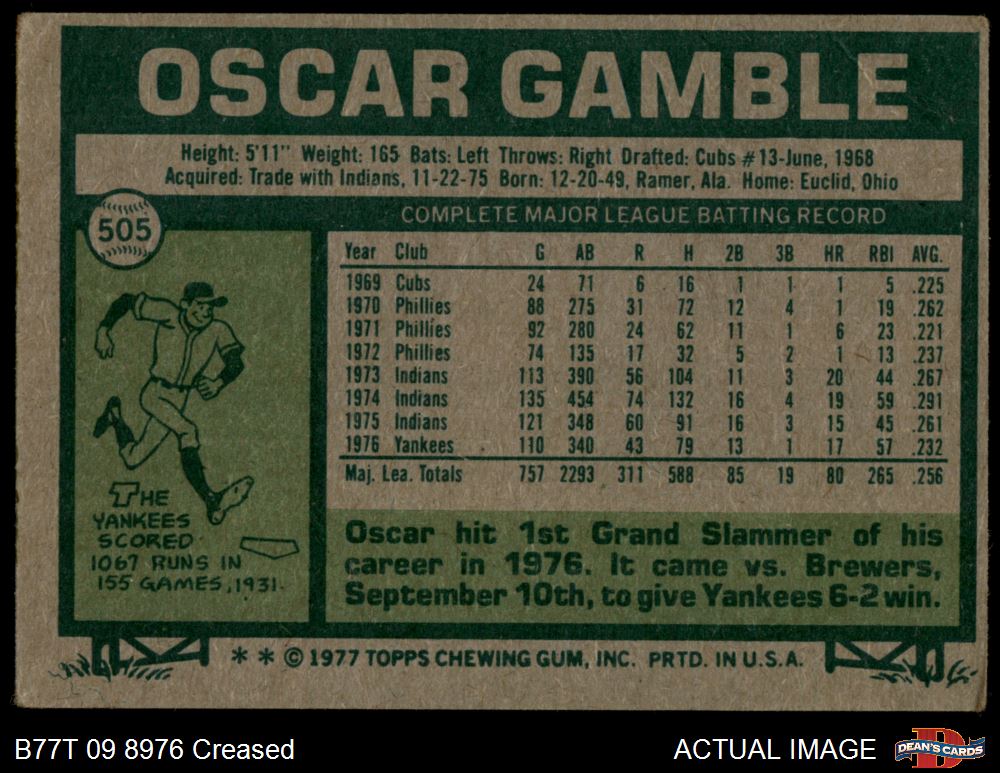 OSCAR GAMBLE
Height: 5'11" Weight: 165 Bats: Left Throws: Right Drafted: Cubs #13-June, 1968
Acquired: Trade with Indians, 11-22-75 Born: 12-20-49, Ramer, Ala. Home: Euclid, Ohio
505
COMPLETE MAJOR LEAGUE BATTING RECORD
Year Club G AB R H 2B 3B HR RBI AVG.
1969 Cubs 24 71 6 16 1 1 1 5 .225
1970 Phillies 88 275 31 72 12 4 1 19 .262
1971 Phillies 92 280 24 62 11 1 6 23 .221
1972 Phillies 74 135 17 32 5 2 1 13 .237
1973 Indians 113 390 56 104 11 3 20 44 .267
1974 Indians 135 454 74 132 16 4 19 59 .291
1975 Indians 121 348 60 91 16 3 15 45 .261
1976 Yankees 110 340 43 79 13 1 17 57 .232
Maj. Lea. Totals 757 2293 311 588 85 19 80 265 .256
THE
YANKEES
SCORED
1067 RUNS IN
155 GAMES, 1931.
Oscar hit 1st Grand Slammer of his
career in 1976. It came vs. Brewers,
September 10th, to give Yankees 6-2 win.
* * © 1977 TOPPS CHEWING GUM, INC. PRTD. IN U.S.A.
B77T 09 8976 Creased
ACTUAL IMAGE
DEAN'S CARDS